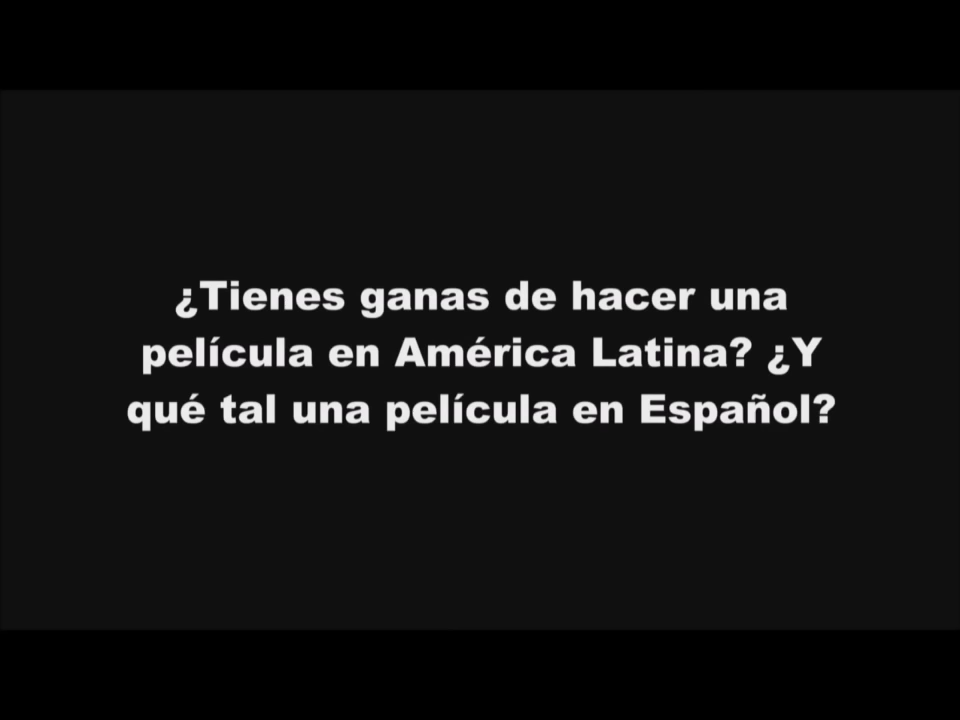 ¿Tienes ganas de hacer una
película en América Latina? ¿Y
qué tal una película en Español?